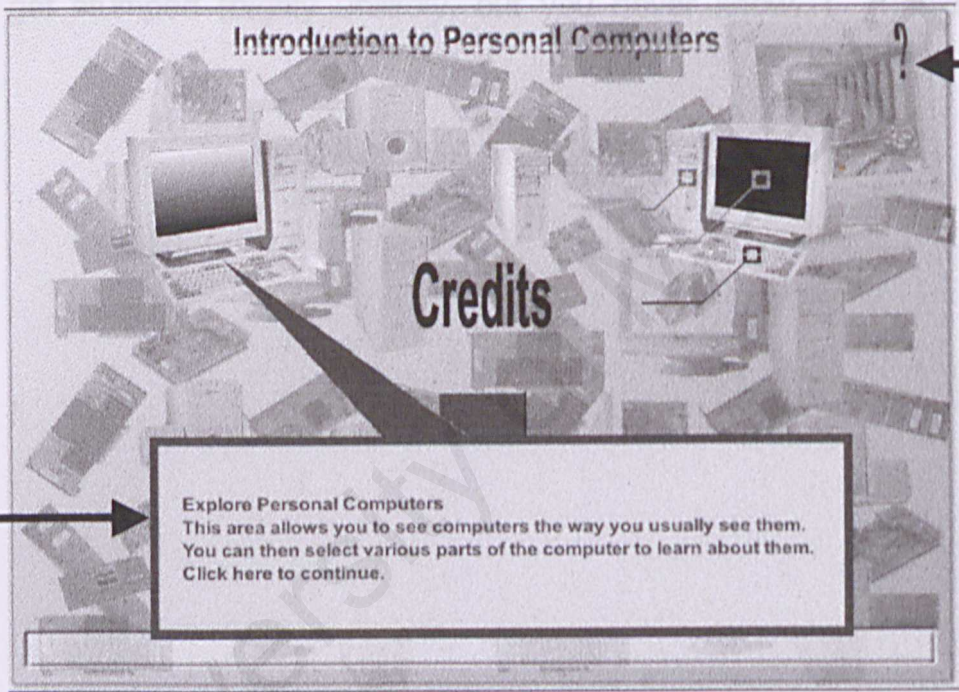 Introduction to Personal Computers
?
Credits
Explore Personal Computers
This area allows you to see computers the way you usually see them.
You can then select various parts of the computer to learn about them.
Click here to continue.